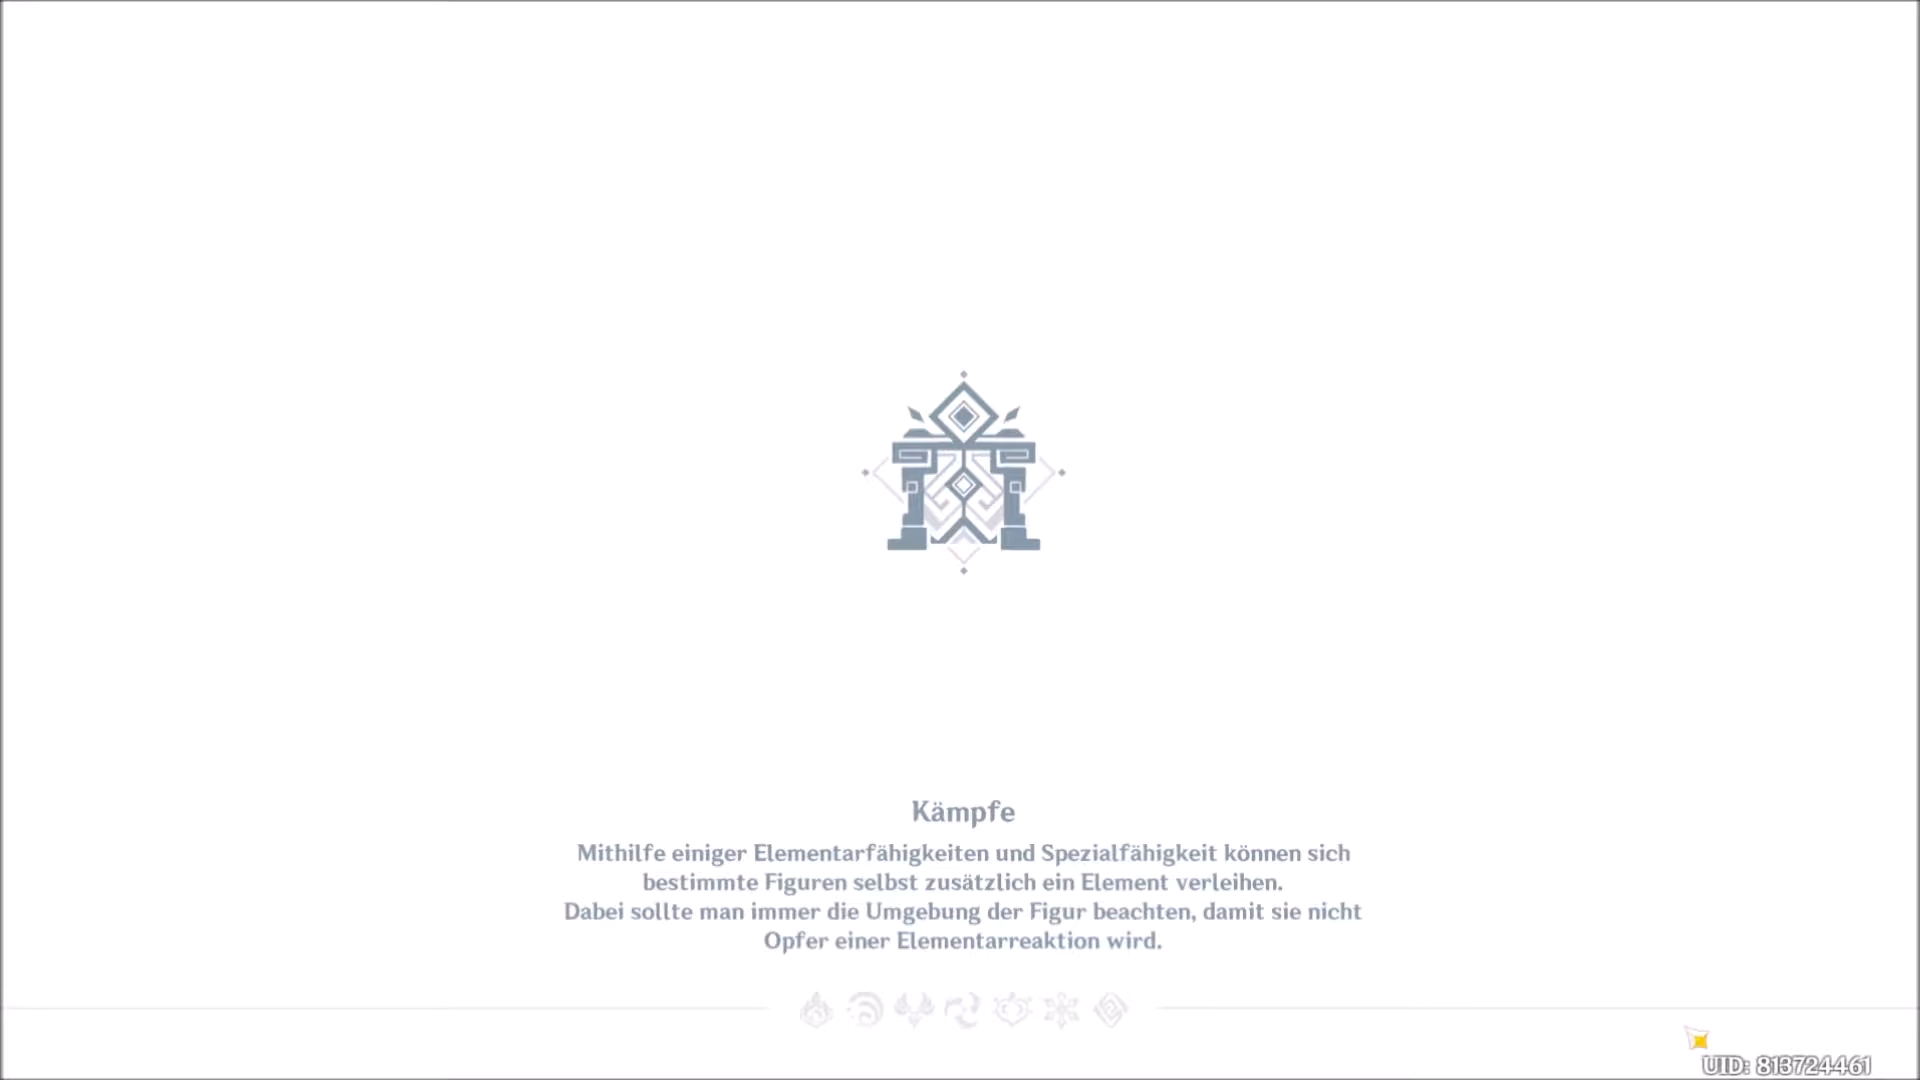 Kämpfe
Mithilfe einiger Elementarfähigkeiten und Spezialfähigkeit können sich
bestimmte Figuren selbst zusätzlich ein Element verleihen.
Dabei sollte man immer die Umgebung der Figur beachten, damit sie nicht
Opfer einer Elementarreaktion wird.
UID: 813724461